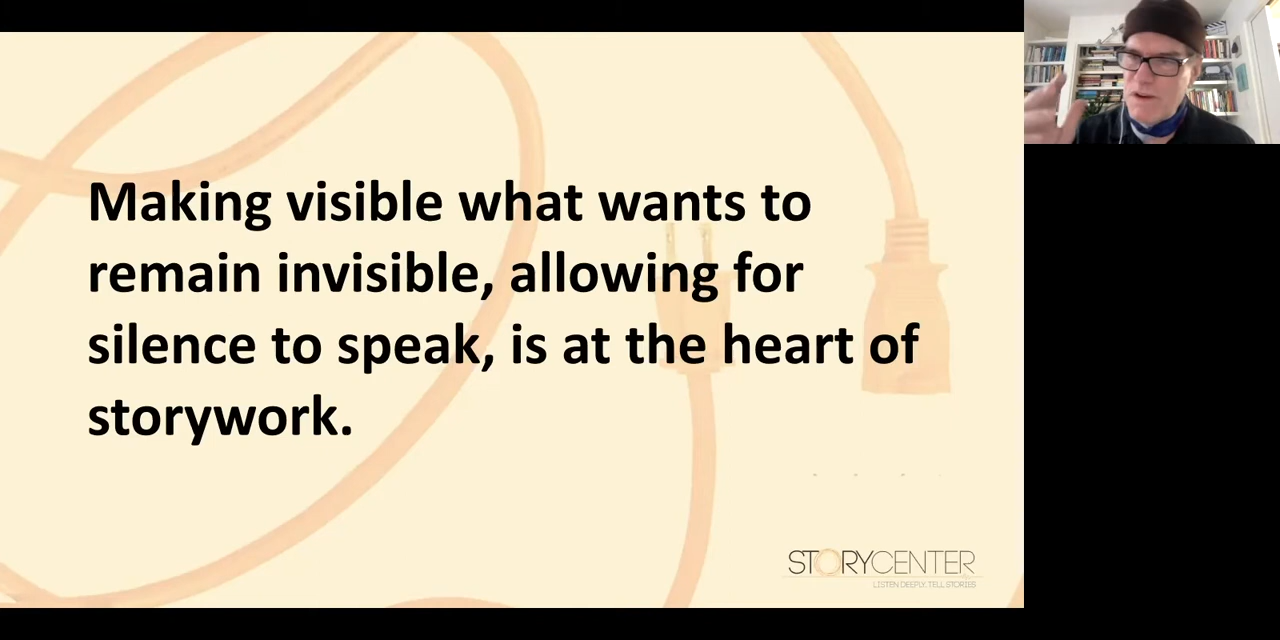 Making visible what wants to
remain invisible, allowing for
silence to speak, is at the heart of
storywork.
STORYCENTER
LISTEN DEEPLY. TELL STORIES